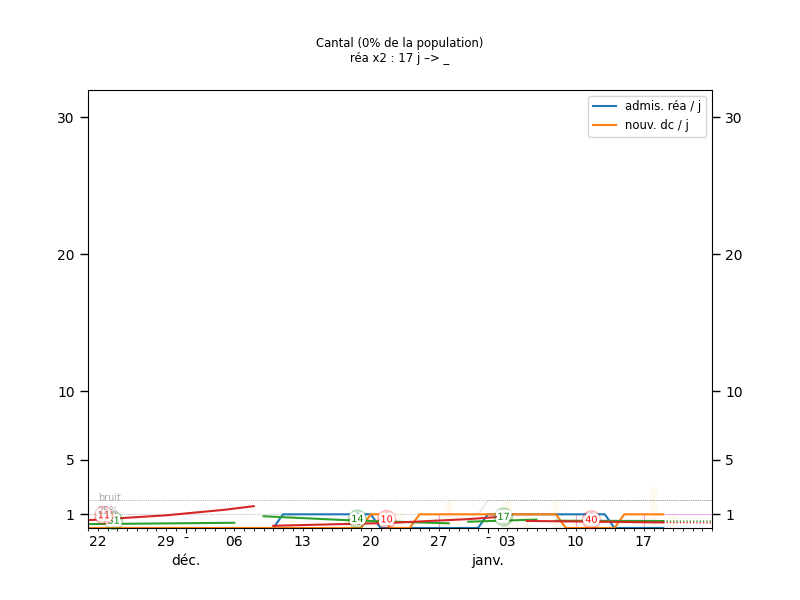 Cantal (0% de la population)
réa x2 : 17 j –> _
admis. réa / j
nouv. dc / j
30 30
20 20
10 10
5 5
bruit
1 1
11 31 14 10 17 40
22 29 - 06 13 20 27 - 03 10 17
déc. janv.